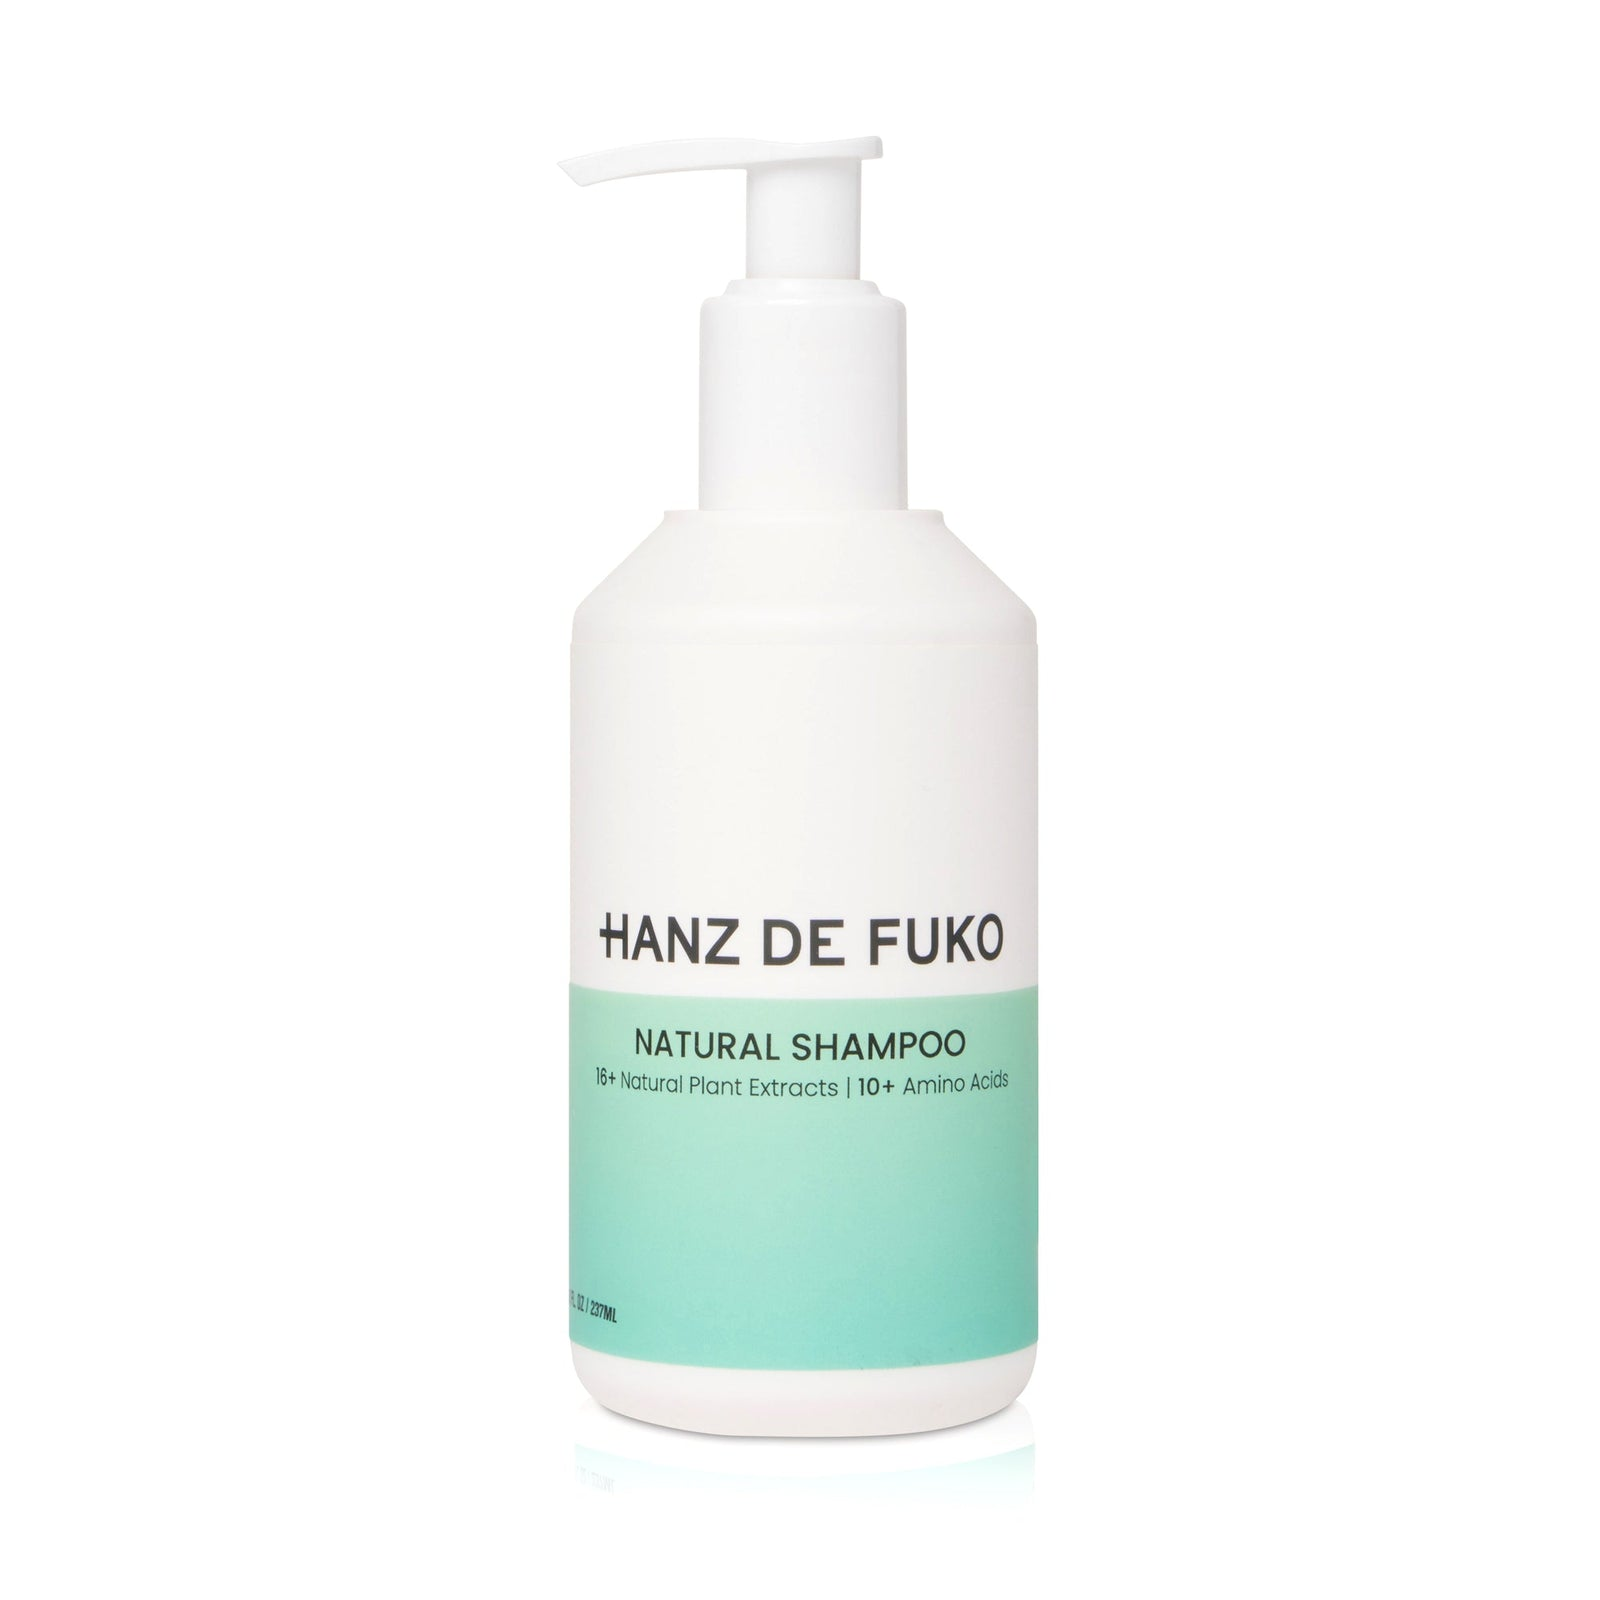 HANZ DE FUKO
NATURAL SHAMPOO
16+ Natural Plant Extracts | 10+ Amino Acids
FL OZ / 237ML